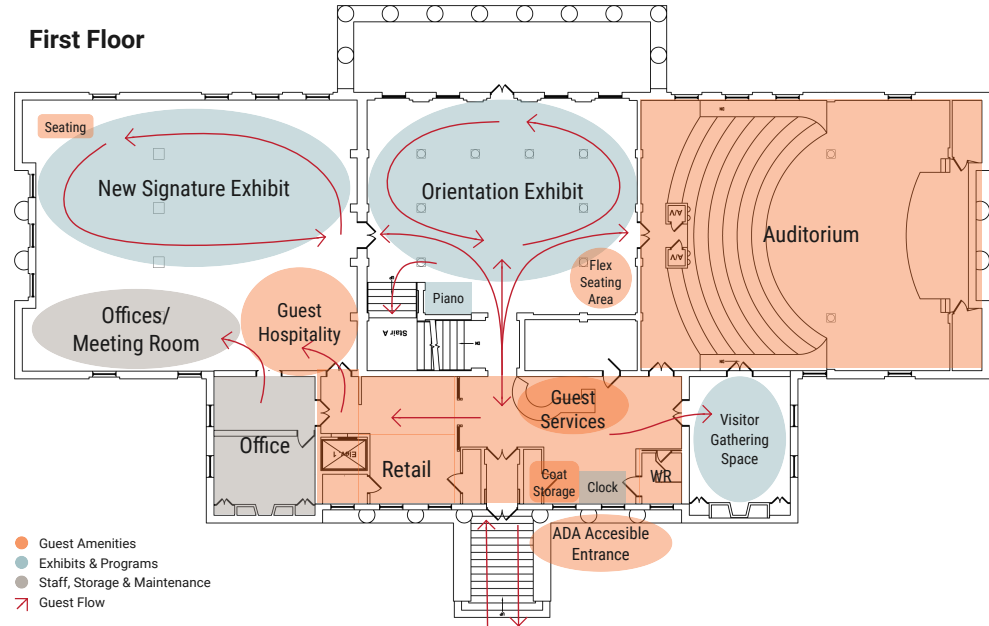 First Floor
Seating
New Signature Exhibit
Orientation Exhibit
Auditorium
A/V
A/V
Flex
Seating
Area
Piano
Stair A
Offices/
Meeting Room
Guest
Hospitality
Guest
Services
Visitor
Gathering
Space
Office
Elev. 1
Retail
Coat
Storage
Clock
WR
ADA Accesible
Entrance
Guest Amenities
Exhibits & Programs
Staff, Storage & Maintenance
Guest Flow